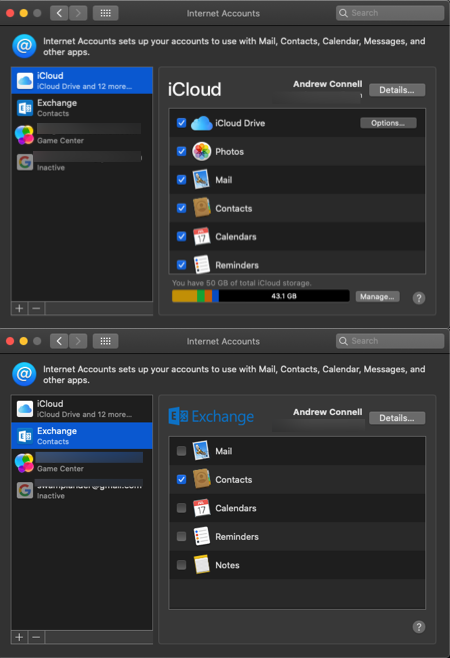 Internet Accounts
Search
Internet Accounts sets up your accounts to use with Mail, Contacts, Calendar, Messages, and
other apps.
iCloud
iCloud Drive and 12 more...
Exchange
Contacts
Game Center
Inactive
iCloud
Andrew Connell
Details...
iCloud Drive
Options...
Photos
Mail
Contacts
JUL
17
Calendars
Reminders
You have 50 GB of total iCloud storage.
43.1 GB
Manage...
?
Internet Accounts
Search
Internet Accounts sets up your accounts to use with Mail, Contacts, Calendar, Messages, and
other apps.
iCloud
iCloud Drive and 12 more...
Exchange
Contacts
Game Center
swamplander@gmail.com
Inactive
Exchange
Andrew Connell
Details...
Mail
Contacts
JUL
17
Calendars
Reminders
Notes
?